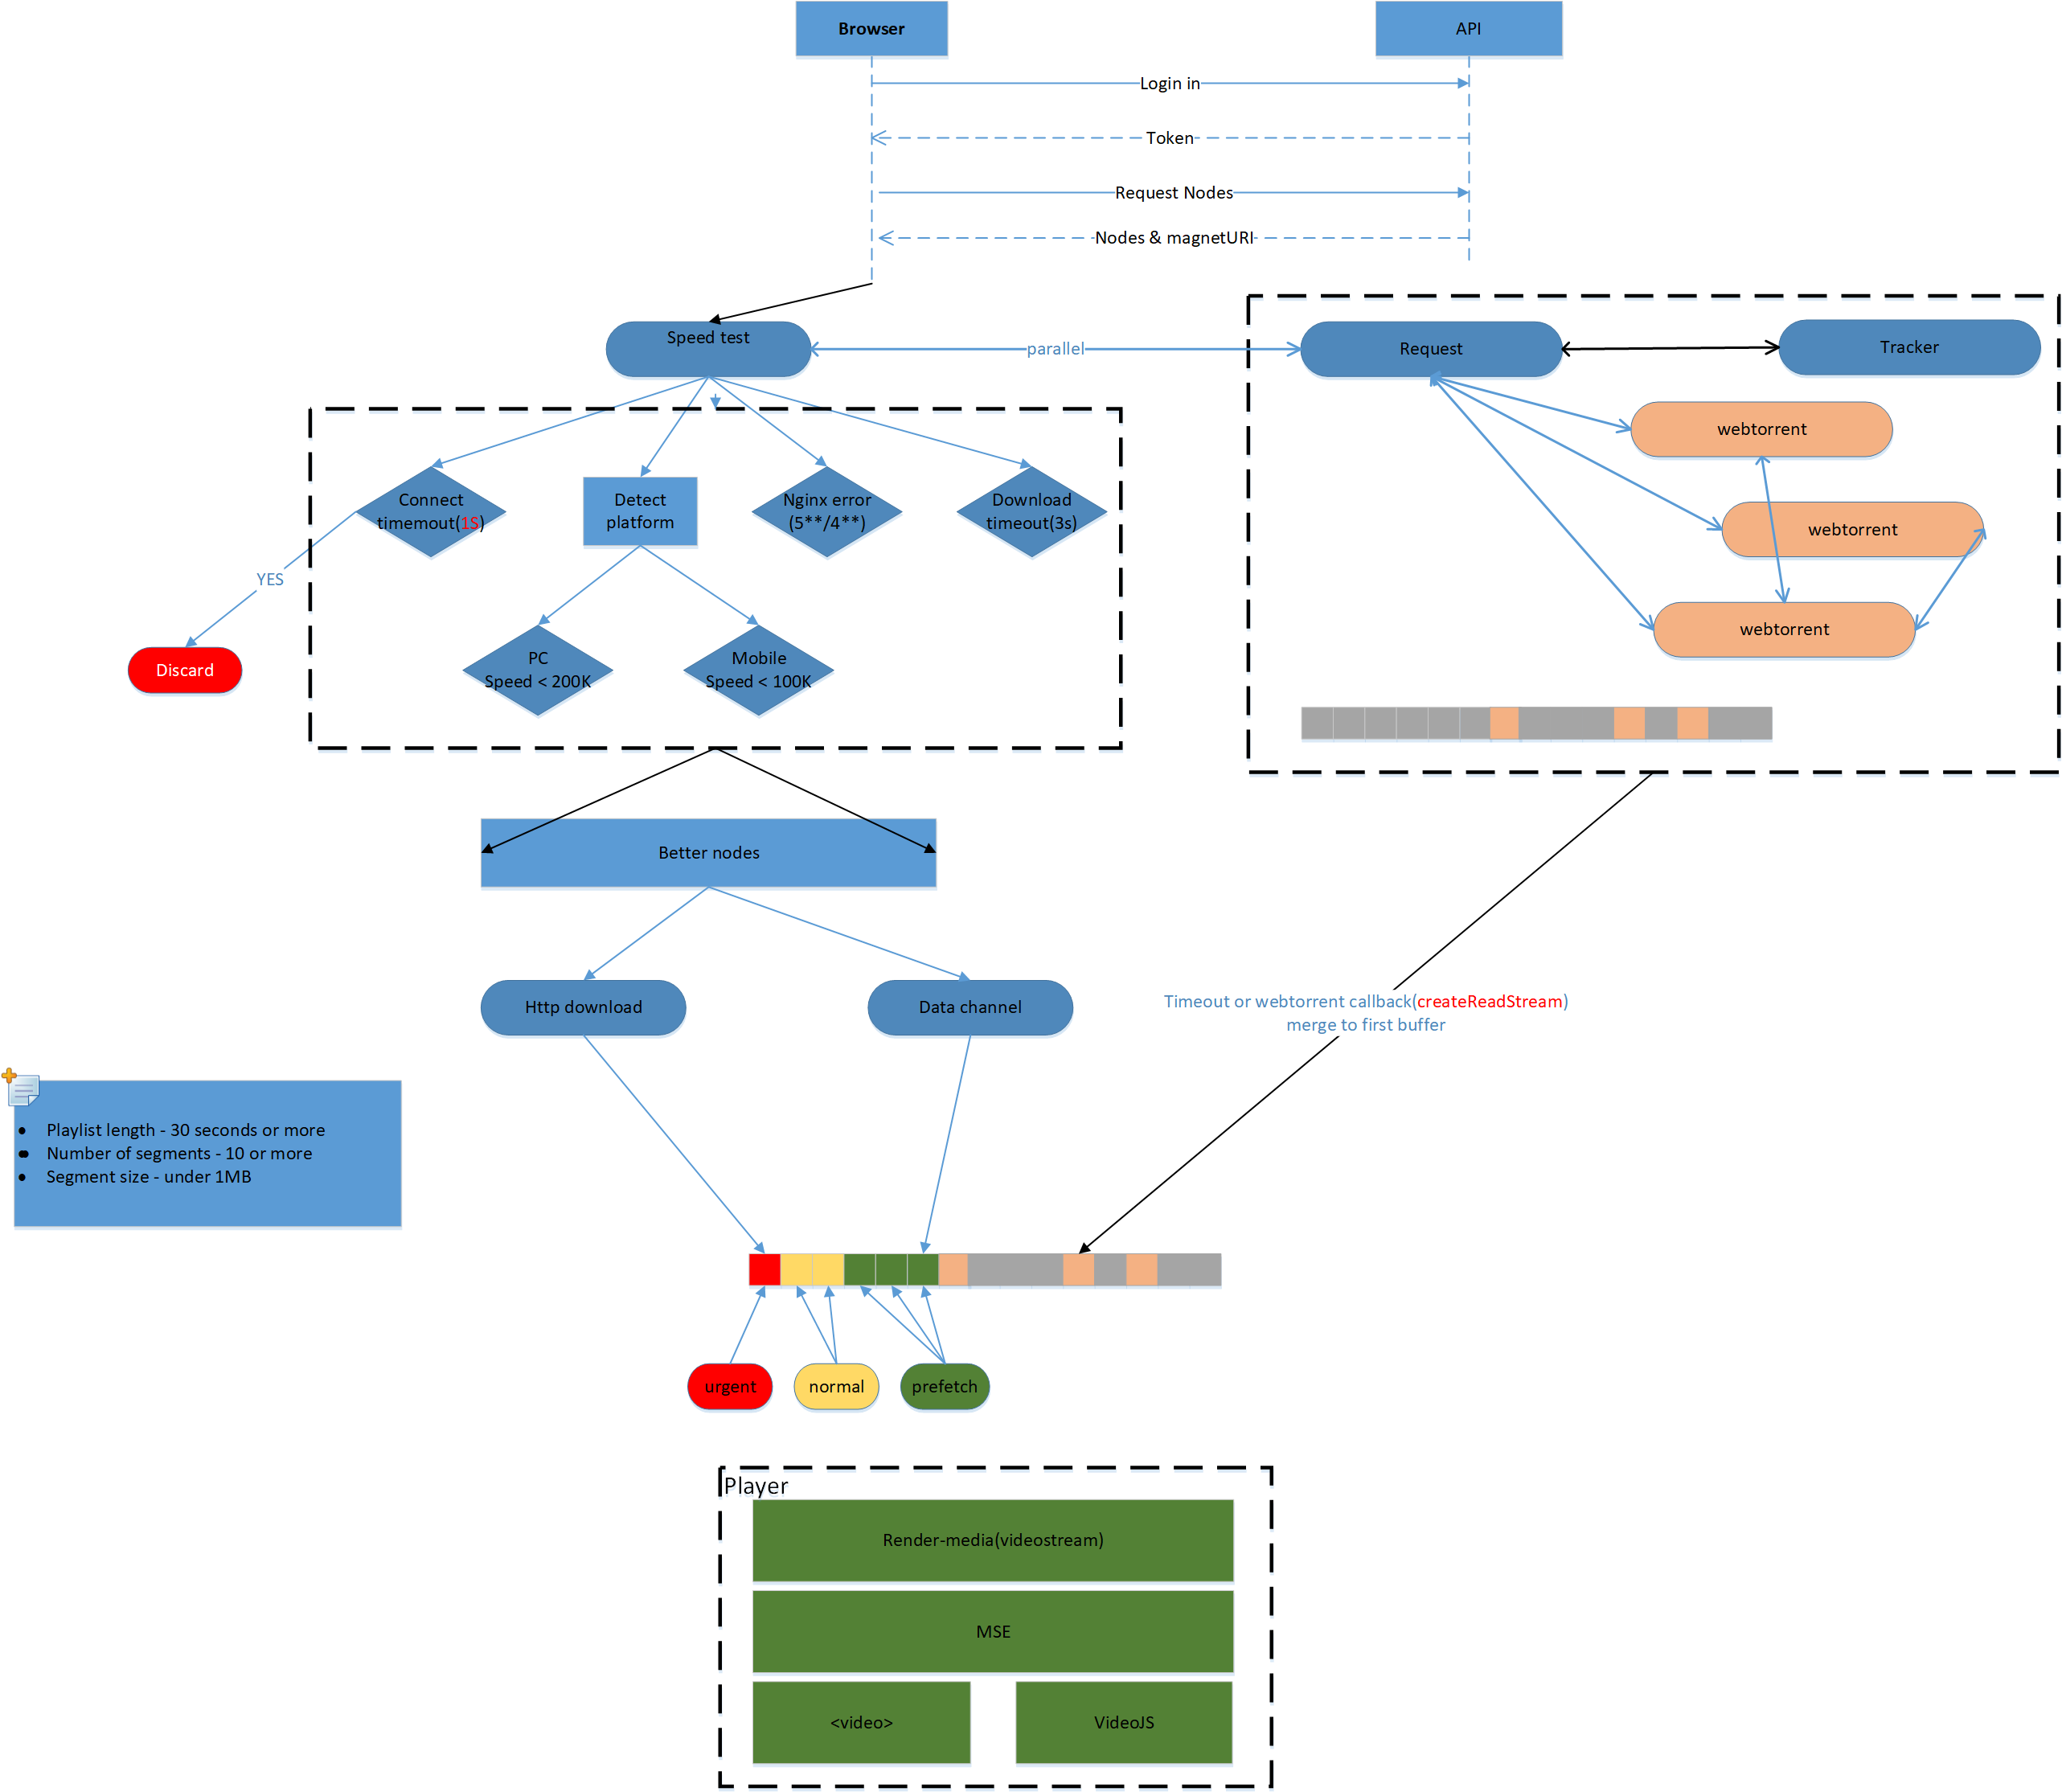 Browser
API
Login in
Token
Request Nodes
Nodes & magnetURI
Speed test
parallel
Request
Tracker
webtorrent
webtorrent
webtorrent
Connect
timemout(1S)
Detect
platform
Nginx error
(5**/4**)
Download
timeout(3s)
YES
Discard
PC
Speed < 200K
Mobile
Speed < 100K
Better nodes
Http download
Data channel
Timeout or webtorrent callback(createReadStream)
merge to first buffer
● Playlist length - 30 seconds or more
● Number of segments - 10 or more
● Segment size - under 1MB
urgent
normal
prefetch
Player
Render-media(videostream)
MSE
<video>
VideoJS